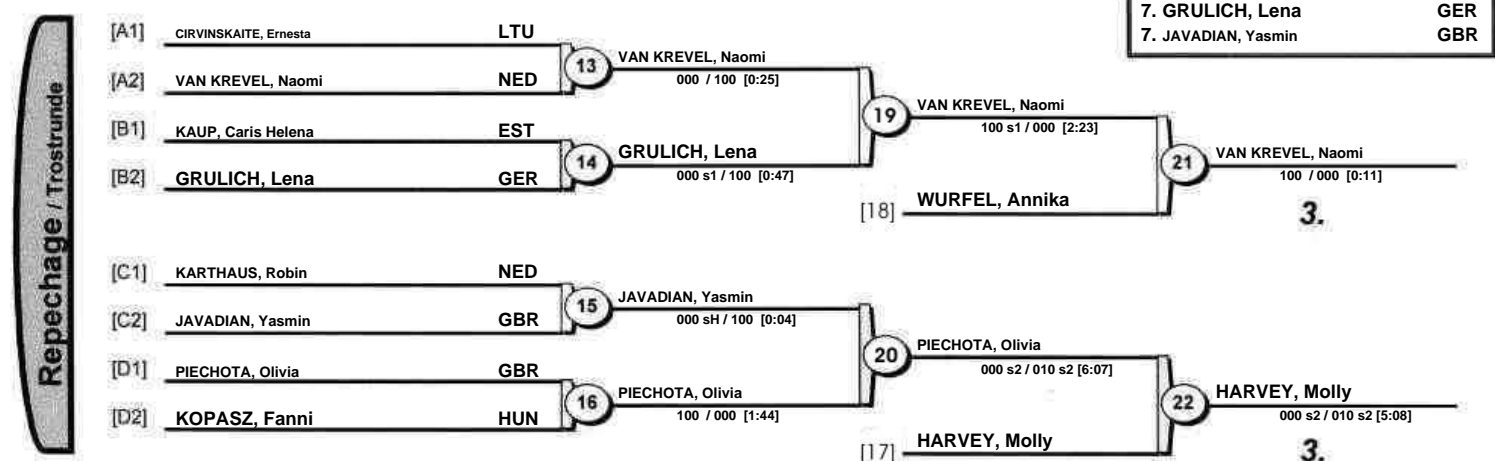 7. GRULICH, Lena GER
7. JAVADIAN, Yasmin GBR
Repechage / Trostrunde
[A1] CIRVINSKAITE, Ernesta LTU
[A2] VAN KREVEL, Naomi NED
13 VAN KREVEL, Naomi
000 / 100 [0:25]
[B1] KAUP, Caris Helena EST
[B2] GRULICH, Lena GER
14 GRULICH, Lena
000 s1 / 100 [0:47]
19 VAN KREVEL, Naomi
100 s1 / 000 [2:23]
[18] WURFEL, Annika
21 VAN KREVEL, Naomi
100 / 000 [0:11]
3.
[C1] KARTHAUS, Robin NED
[C2] JAVADIAN, Yasmin GBR
15 JAVADIAN, Yasmin
000 sH / 100 [0:04]
[D1] PIECHOTA, Olivia GBR
[D2] KOPASZ, Fanni HUN
16 PIECHOTA, Olivia
100 / 000 [1:44]
20 PIECHOTA, Olivia
000 s2 / 010 s2 [6:07]
[17] HARVEY, Molly
22 HARVEY, Molly
000 s2 / 010 s2 [5:08]
3.